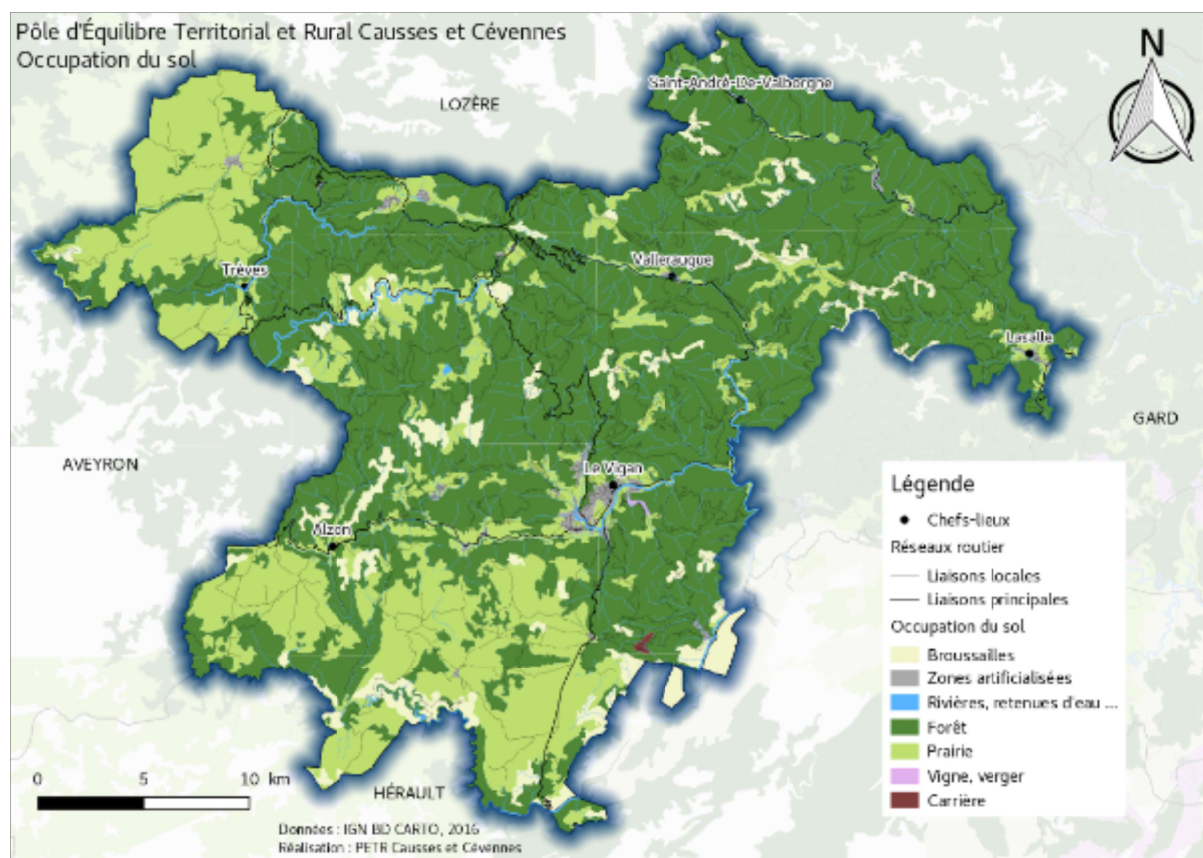 Pôle d'Équilibre Territorial et Rural Causses et Cévennes
Occupation du sol
N
Saint-André-De-Valborgne
LOZÈRE
Valleraugue
Trèves
Lasalle
GARD
AVEYRON
Le Vigan
Alzon
Légende
Chefs-lieux
Réseaux routier
Liaisons locales
Liaisons principales
Occupation du sol
Broussailles
Zones artificialisées
Rivières, retenues d'eau ...
Forêt
Prairie
Vigne, verger
Carrière
0 5 10 km
HÉRAULT
Données : IGN BD CARTO, 2016
Réalisation : PETR Causses et Cévennes